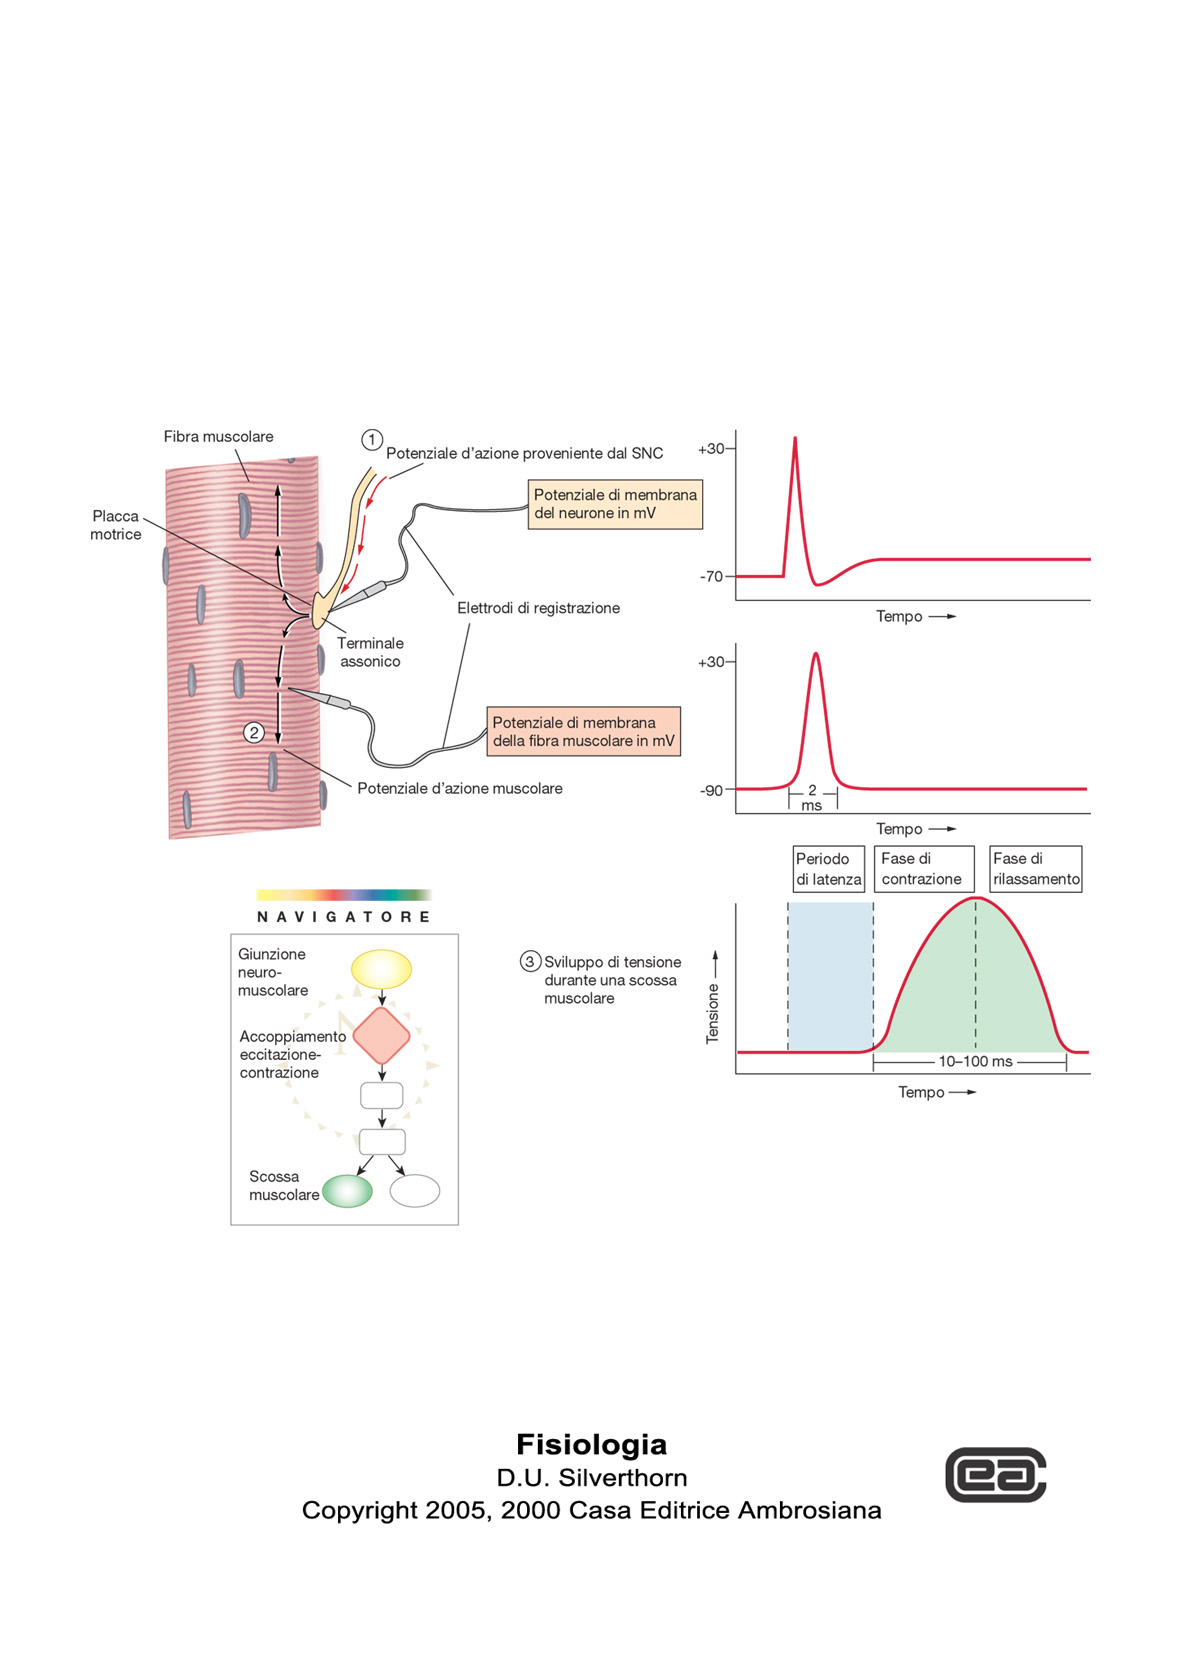 Fibra muscolare
1
Potenziale d'azione proveniente dal SNC
Potenziale di membrana
del neurone in mV
Placca
motrice
Elettrodi di registrazione
Terminale
assonico
Potenziale di membrana
della fibra muscolare in mV
2
Potenziale d'azione muscolare
+30
-70
Tempo
+30
-90
2
ms
Tempo
Periodo
di latenza
Fase di
contrazione
Fase di
rilassamento
3 Sviluppo di tensione
durante una scossa
muscolare
Tensione
10–100 ms
Tempo
NAVIGATORE
Giunzione
neuro-
muscolare
N
Accoppiamento
eccitazione-
contrazione
Scossa
muscolare
Fisiologia
D.U. Silverthorn
Copyright 2005, 2000 Casa Editrice Ambrosiana
cea